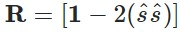 R = [1 − 2(ŝŝ)]